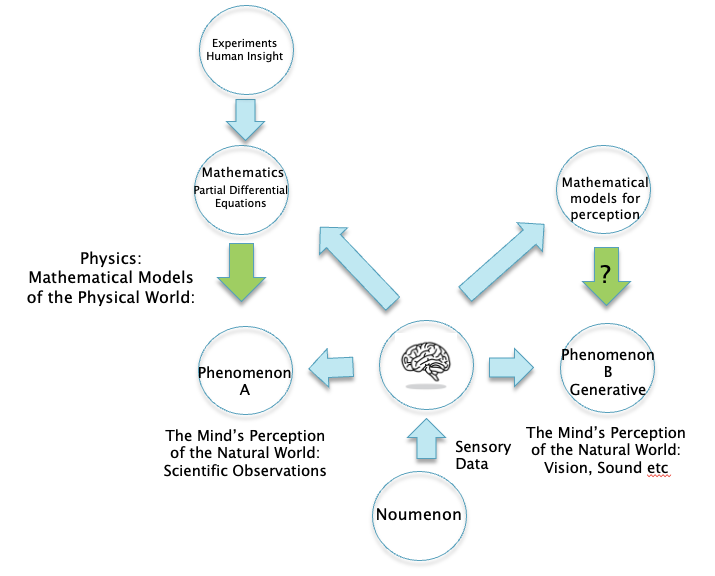 Experiments
Human Insight
Mathematics
Partial Differential
Equations
Mathematical
models for
perception
Physics:
Mathematical Models
of the Physical World:
?
Phenomenon
A
Phenomenon
B
Generative
The Mind's Perception
of the Natural World:
Scientific Observations
Sensory
Data
The Mind's Perception
of the Natural World:
Vision, Sound etc
Noumenon